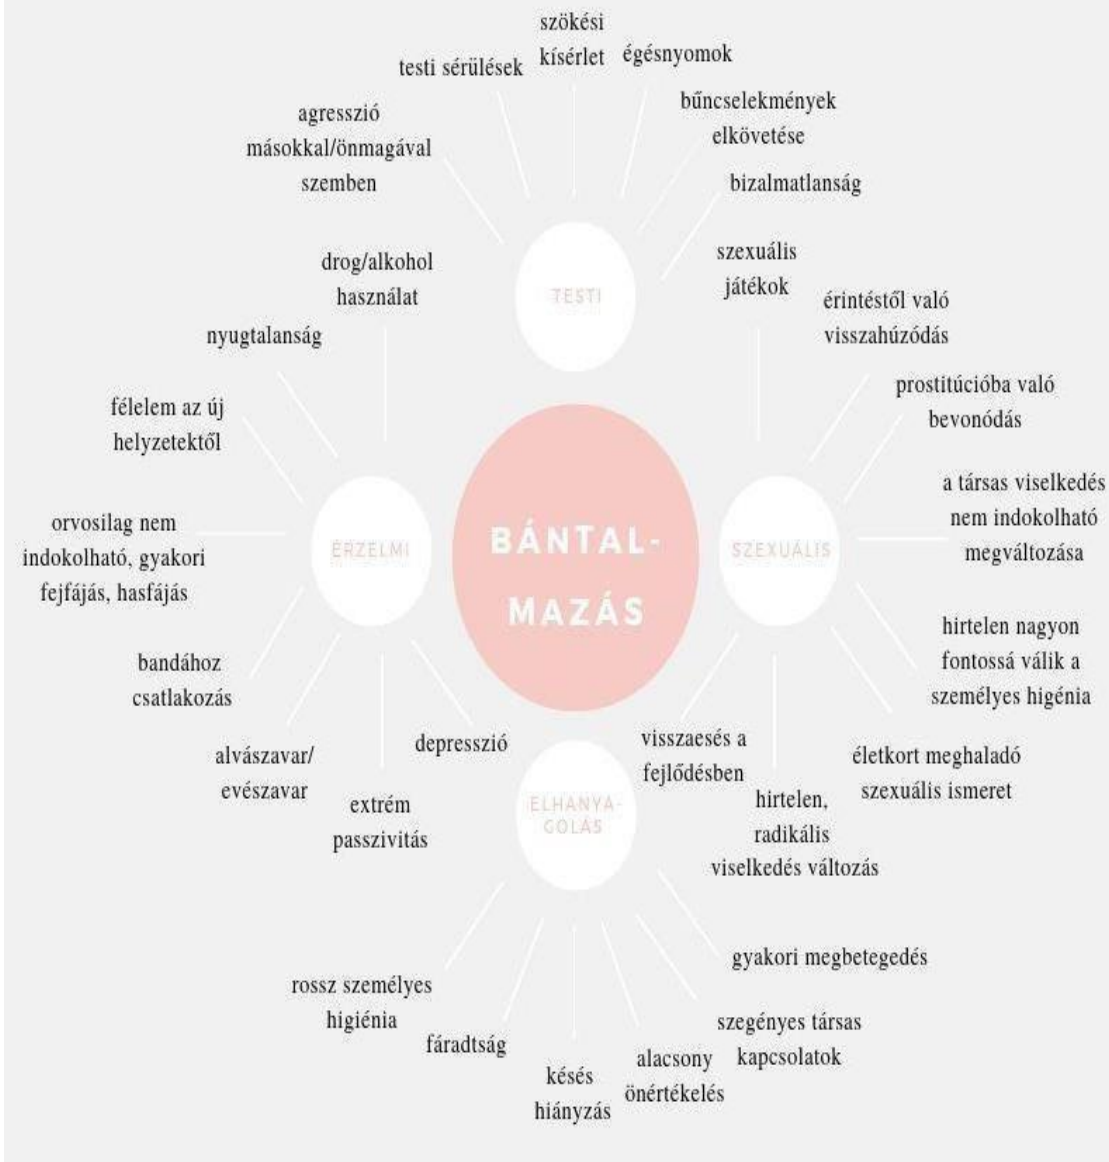 szökési
kísérlet
testi sérülések
égésnyomok
agresszió
másokkal/önmagával
szemben
bűncselekmények
elkövetése
bizalmatlanság
TESTI
drog/alkohol
használat
nyugtalanság
félelem az új
helyzetektől
orvosilag nem
indokolható, gyakori
fejfájás, hasfájás
bandához
csatlakozás
alvászavar/
evészavar
extrém
passzivitás
depresszió
ÉRZELMI
BÁNTAL-
MAZÁS
SZEXUÁLIS
szexuális
játékok
érintéstől való
visszahúzódás
prostitúcióba való
bevonódás
a társas viselkedés
nem indokolható
megváltozása
hirtelen nagyon
fontossá válik a
személyes higénia
életkort meghaladó
szexuális ismeret
hirtelen,
radikális
viselkedés változás
visszaesés a
fejlődésben
ELHANYA-
GOLÁS
rossz személyes
higiénia
fáradtság
késés
hiányzás
alacsony
önértékelés
szegényes társas
kapcsolatok
gyakori megbetegedés